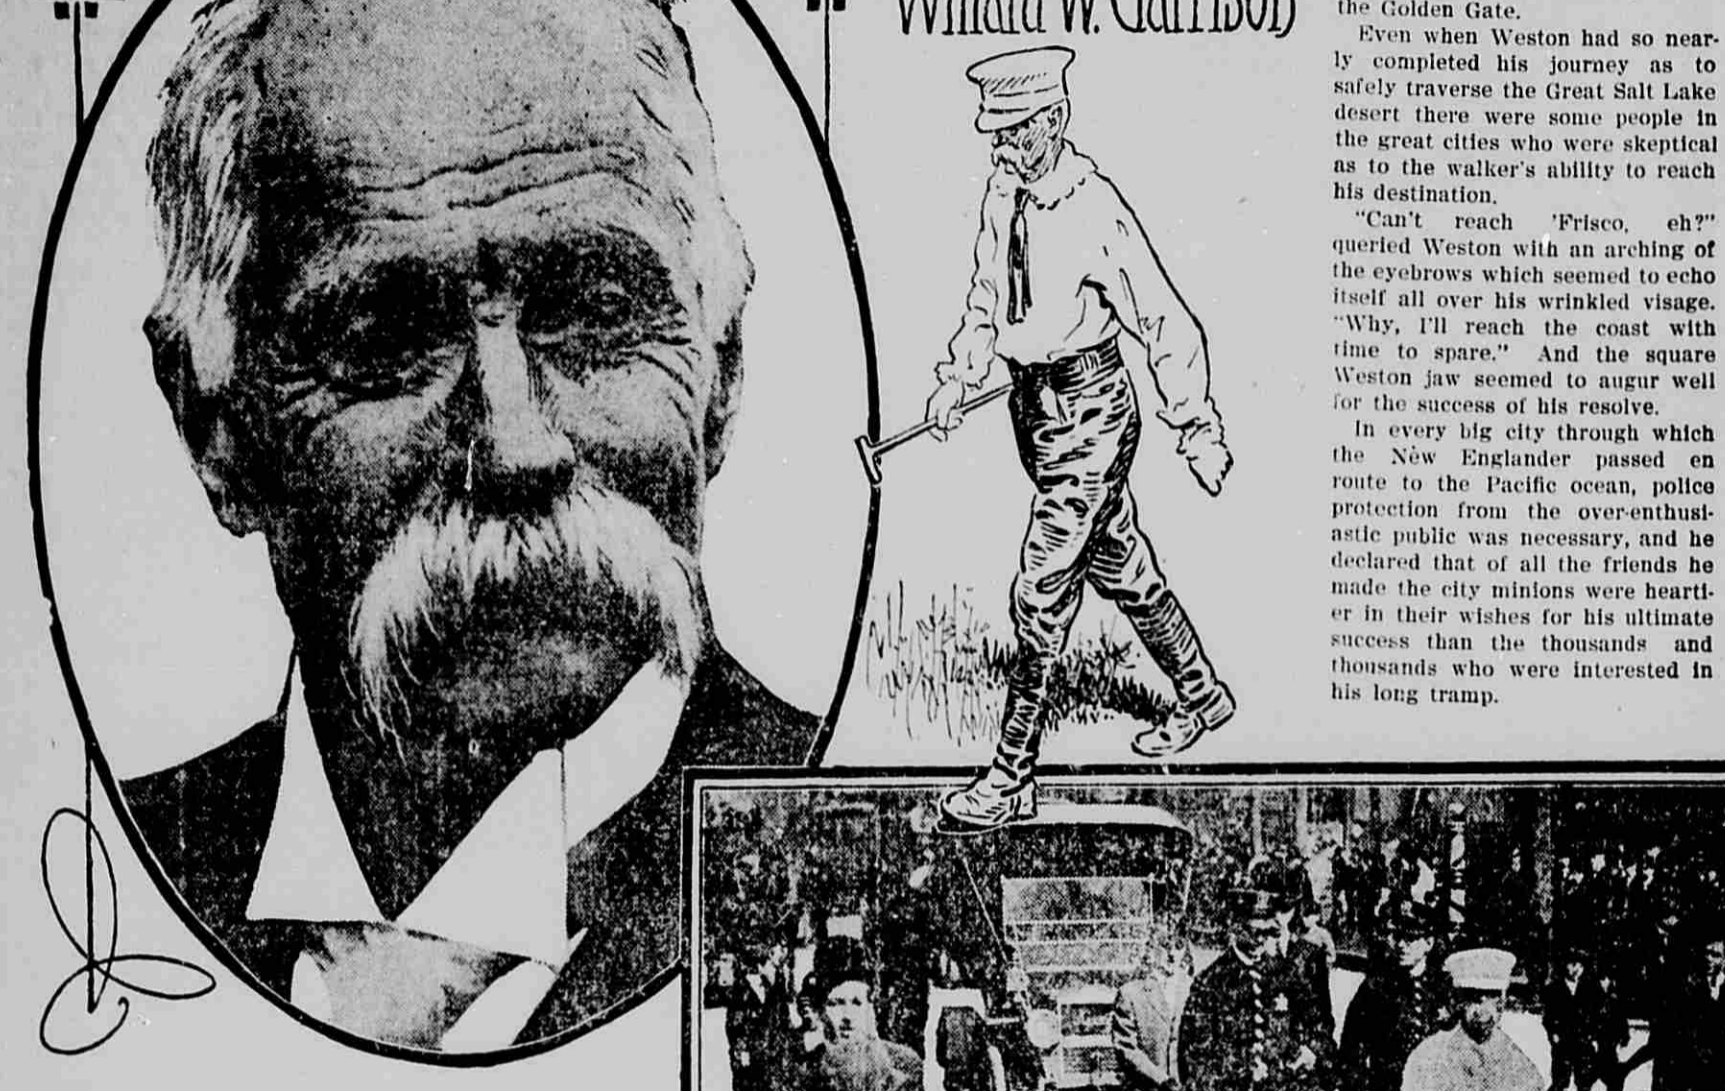 Willard W. Garrison
the Golden Gate.
Even when Weston had so near-
ly completed his journey as to
safely traverse the Great Salt Lake
desert there were some people in
the great cities who were skeptical
as to the walker's ability to reach
his destination.
"Can't reach 'Frisco, eh?"
queried Weston with an arching of
the eyebrows which seemed to echo
itself all over his wrinkled visage.
"Why, I'll reach the coast with
time to spare." And the square
Weston jaw seemed to augur well
for the success of his resolve.
In every big city through which
the New Englander passed en
route to the Pacific ocean, police
protection from the over-enthusi-
astic public was necessary, and he
declared that of all the friends he
made the city minions were hearti-
er in their wishes for his ultimate
success than the thousands and
thousands who were interested in
his long tramp.